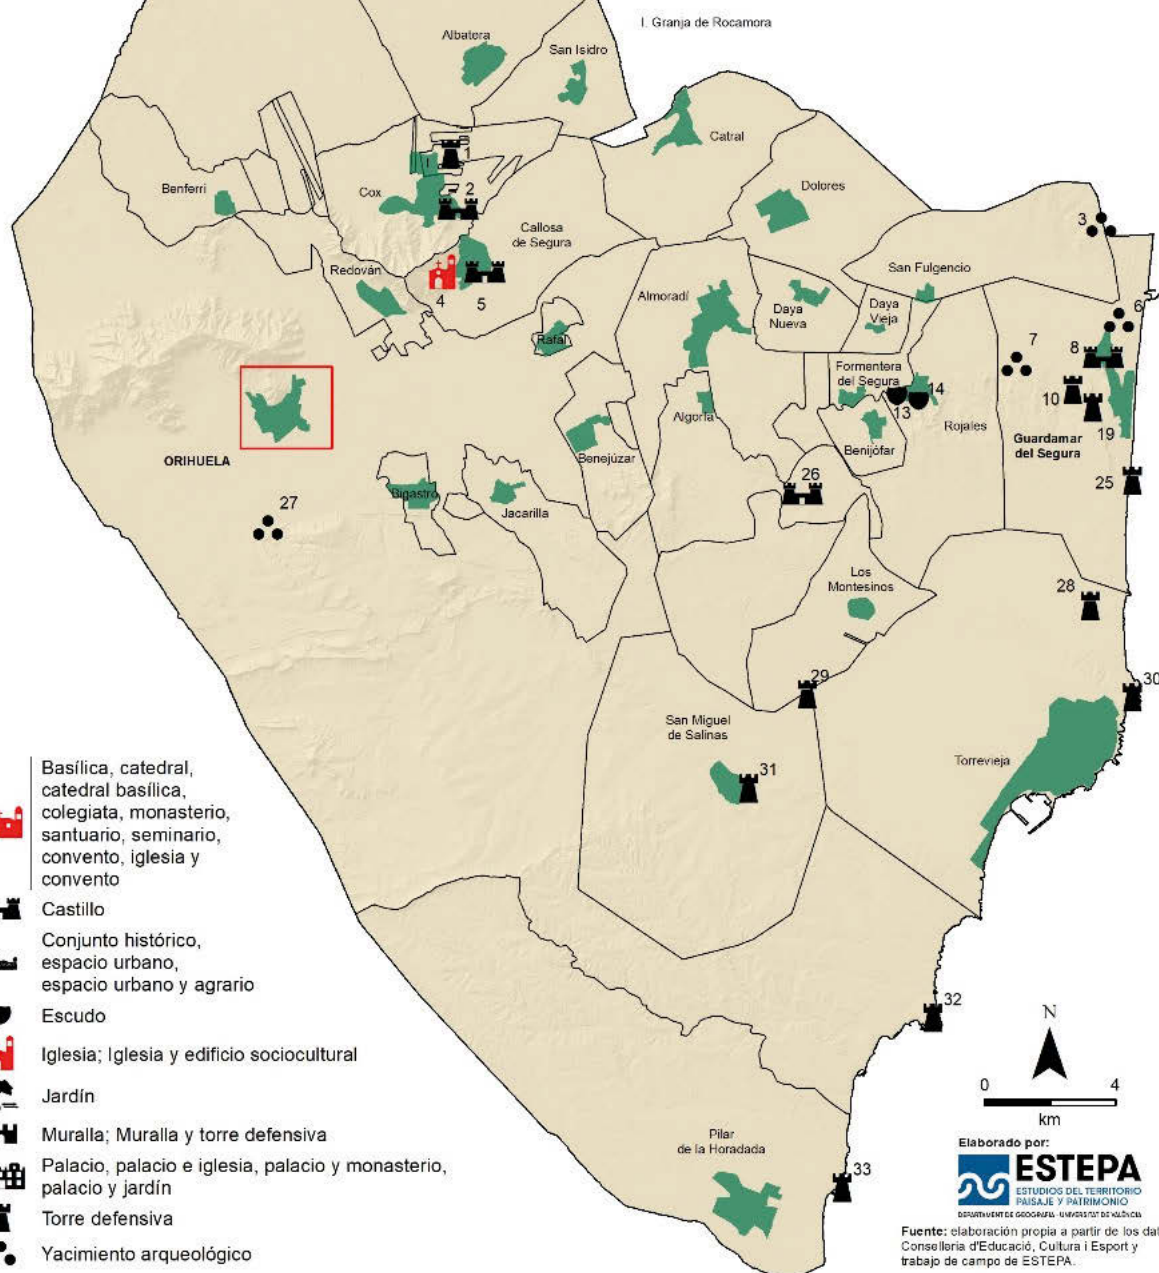 I. Granja de Rocamora
Albatera
San Isidro
Catral
1
I
Benferri
Cox
2
Dolores
3
Callosa
de Segura
Redován
4
5
San Fulgencio
Almoradí
Daya
Nueva
Daya
Vieja
6
7
8
Rafal
Formentera
del Segura
13
14
10
19
Algorfa
Rojales
Guardamar
del Segura
Benijófar
Benejúzar
ORIHUELA
26
25
Bigastro
Jacarilla
27
Los
Montesinos
28
29
30
San Miguel
de Salinas
31
Torrevieja
32
Pilar
de la Horadada
33
Basílica, catedral,
catedral basílica,
colegiata, monasterio,
santuario, seminario,
convento, iglesia y
convento
Castillo
Conjunto histórico,
espacio urbano,
espacio urbano y agrario
Escudo
Iglesia; Iglesia y edificio sociocultural
Jardín
Muralla; Muralla y torre defensiva
Palacio, palacio e iglesia, palacio y monasterio,
palacio y jardín
Torre defensiva
Yacimiento arqueológico
N
0 4
km
Elaborado por:
ESTEPA
ESTUDIOS DEL TERRITORIO
PAISAJE Y PATRIMONIO
DEPARTAMENT DE GEOGRAFIA - UNIVERSITAT DE VALÈNCIA
Fuente: elaboración propia a partir de los dat
Conselleria d'Educació, Cultura i Esport y
trabajo de campo de ESTEPA.